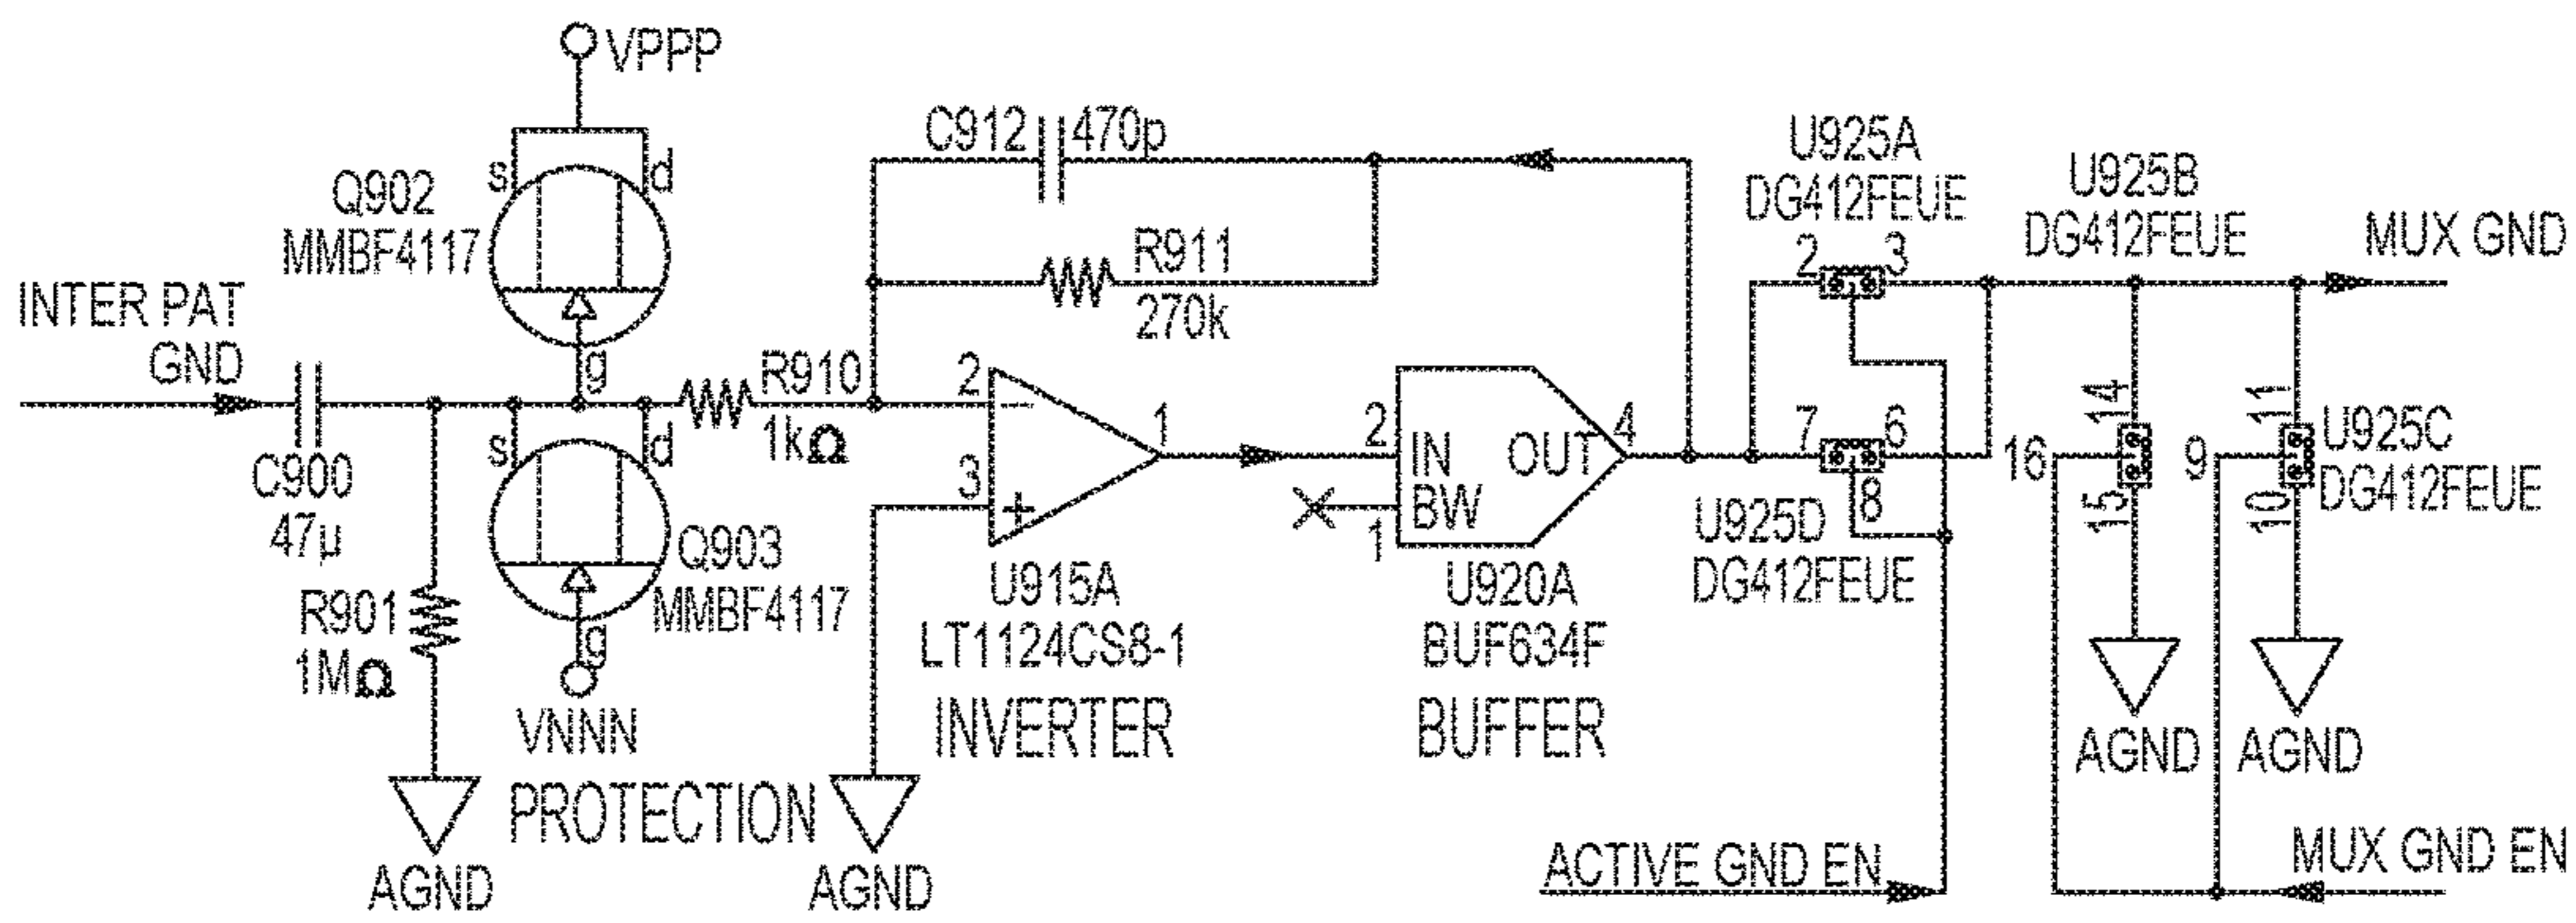 VPPP
s
d
Q902
MMBF4117
g
INTER PAT
GND
C900
47µ
R901
1MΩ
AGND
s
d
Q903
MMBF4117
g
VNNN
PROTECTION
R910
1kΩ
C912
470p
R911
270k
2
3
1
−
+
U915A
LT1124CS8-1
INVERTER
AGND
2
IN
OUT
4
BW
1
U920A
BUF634F
BUFFER
U925A
DG412FEUE
2
3
7
6
8
U925D
DG412FEUE
U925B
DG412FEUE
MUX GND
14
16
15
AGND
11
9
10
U925C
DG412FEUE
AGND
ACTIVE GND EN
MUX GND EN